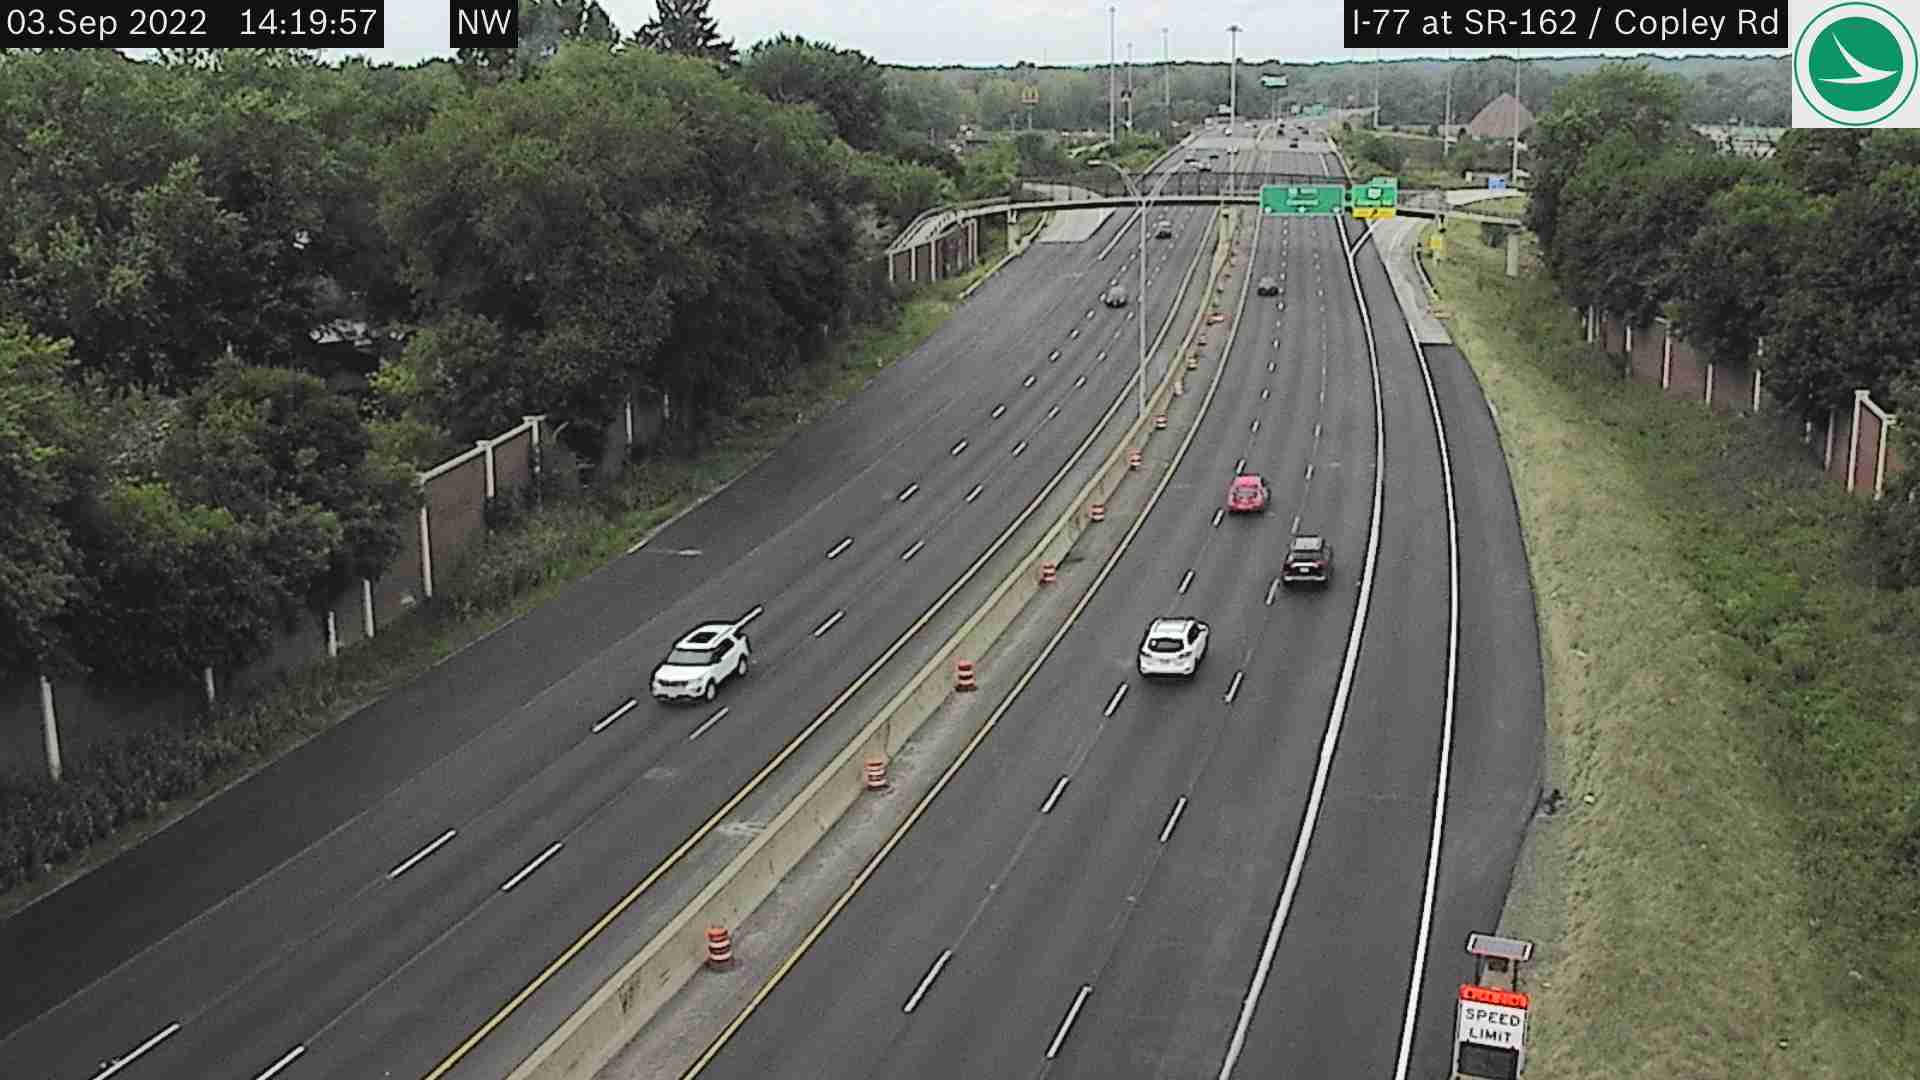 03.Sep 2022 14:19:57
NW
I-77 at SR-162 / Copley Rd
SPEED
LIMIT